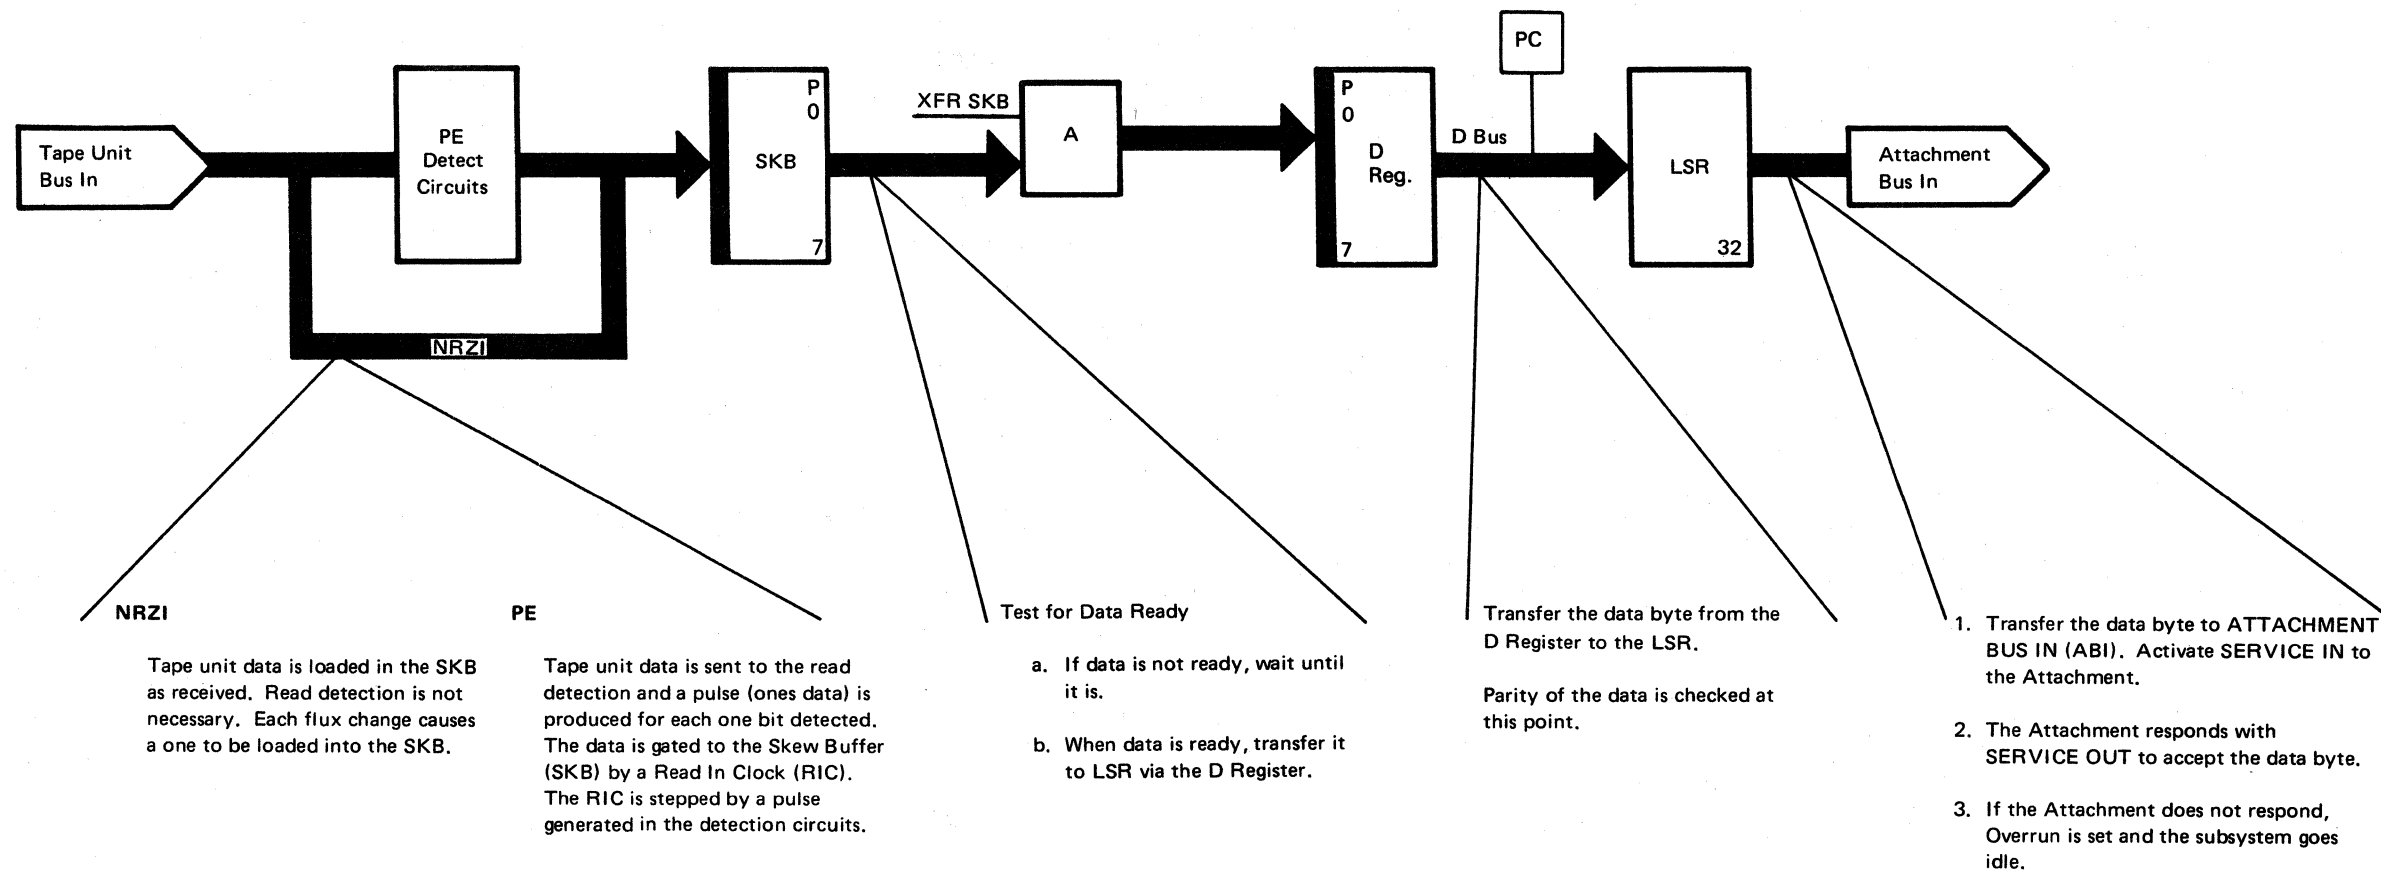 Tape Unit
Bus In
PE
Detect
Circuits
NRZI
P
0
SKB
7
XFR SKB
A
P
0
D
Reg.
7
D Bus
PC
LSR
32
Attachment
Bus In
NRZI
Tape unit data is loaded in the SKB
as received. Read detection is not
necessary. Each flux change causes
a one to be loaded into the SKB.
PE
Tape unit data is sent to the read
detection and a pulse (ones data) is
produced for each one bit detected.
The data is gated to the Skew Buffer
(SKB) by a Read In Clock (RIC).
The RIC is stepped by a pulse
generated in the detection circuits.
Test for Data Ready
a. If data is not ready, wait until
it is.
b. When data is ready, transfer it
to LSR via the D Register.
Transfer the data byte from the
D Register to the LSR.
Parity of the data is checked at
this point.
1. Transfer the data byte to ATTACHMENT
BUS IN (ABI). Activate SERVICE IN to
the Attachment.
2. The Attachment responds with
SERVICE OUT to accept the data byte.
3. If the Attachment does not respond,
Overrun is set and the subsystem goes
idle.